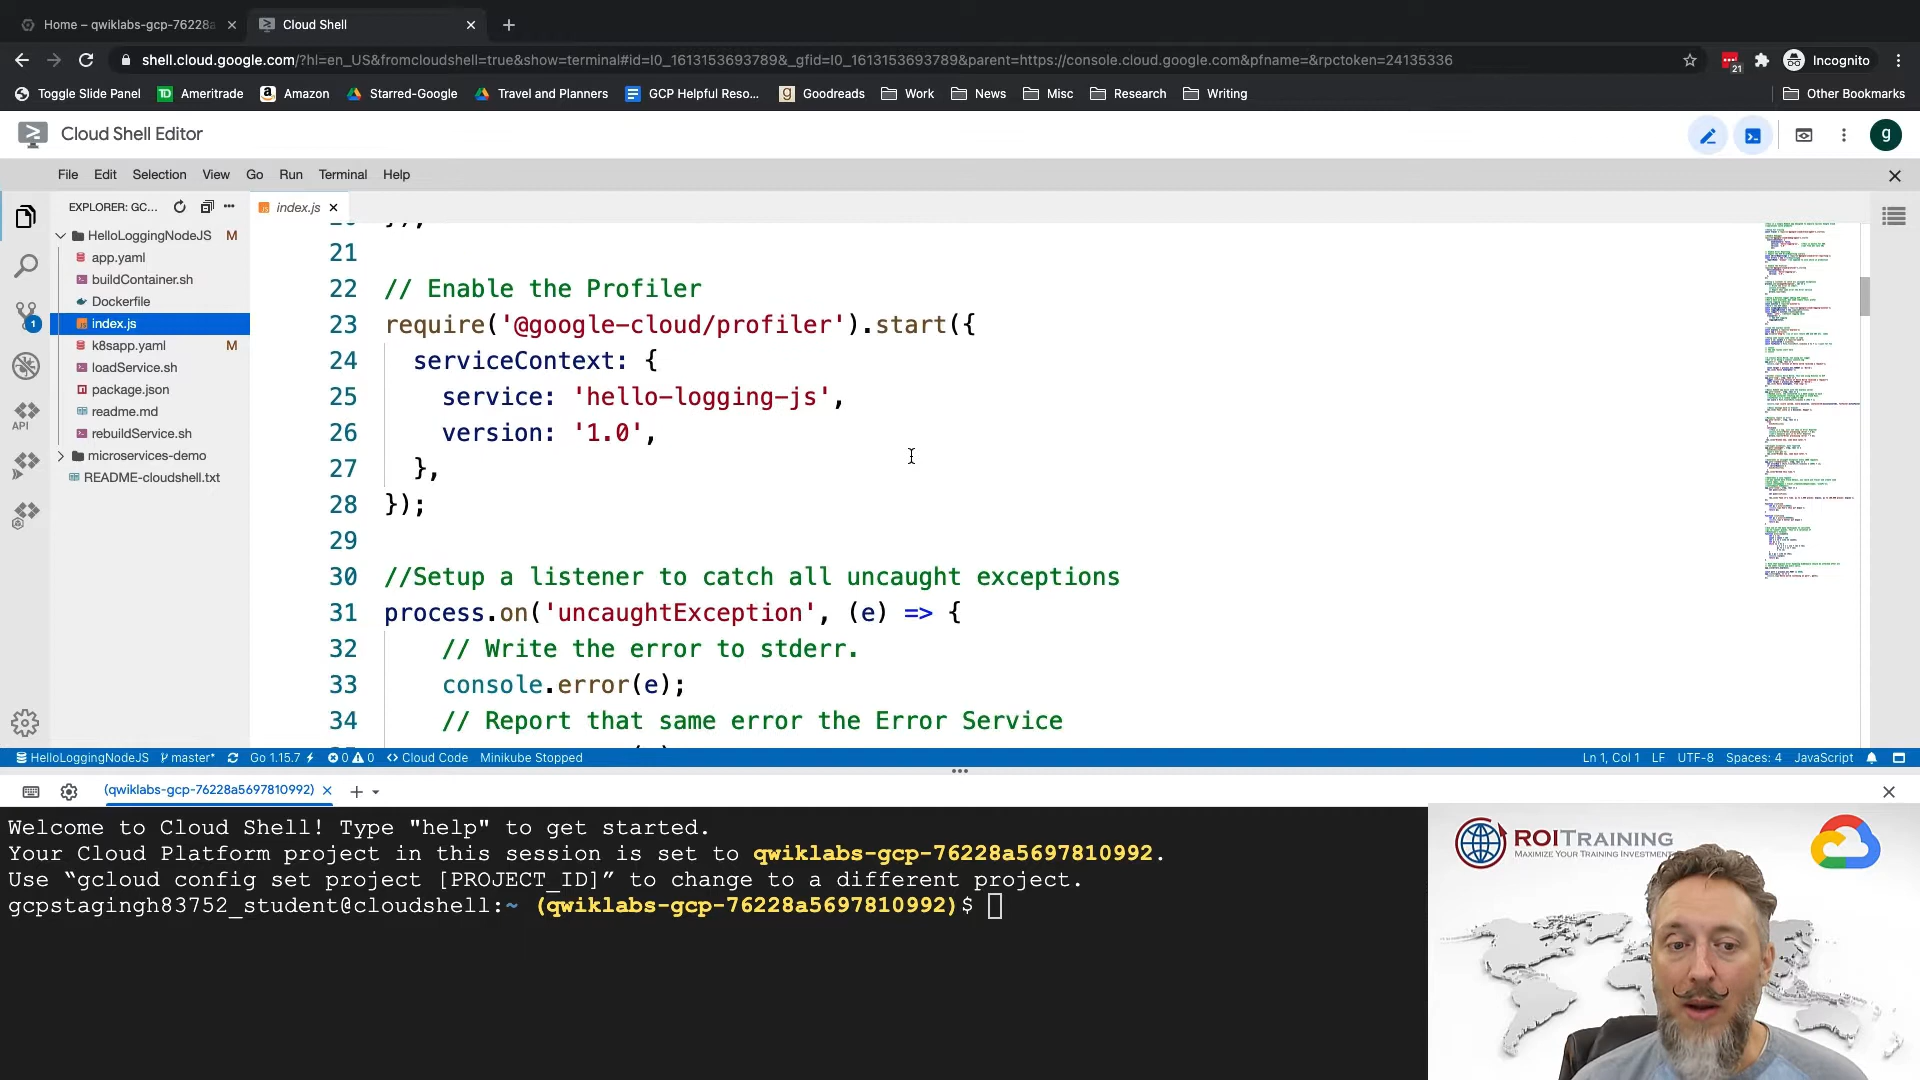 Home – qwiklabs-gcp-76228a
Cloud Shell
shell.cloud.google.com/?hl=en_US&fromcloudshell=true&show=terminal#id=I0_1613153693789&_gfid=I0_1613153693789&parent=https://console.cloud.google.com&pfname=&rpctoken=24135336
21
Incognito
Toggle Slide Panel
Ameritrade
Amazon
Starred-Google
Travel and Planners
GCP Helpful Reso...
Goodreads
Work
News
Misc
Research
Writing
Other Bookmarks
Cloud Shell Editor
g
File Edit Selection View Go Run Terminal Help
EXPLORER: GC...
index.js
HelloLoggingNodeJS M
app.yaml
buildContainer.sh
Dockerfile
index.js
k8sapp.yaml M
loadService.sh
package.json
readme.md
rebuildService.sh
microservices-demo
README-cloudshell.txt
1
API
20 });
21
22 // Enable the Profiler
23 require('@google-cloud/profiler').start({
24 serviceContext: {
25 service: 'hello-logging-js',
26 version: '1.0',
27 },
28 });
29
30 //Setup a listener to catch all uncaught exceptions
31 process.on('uncaughtException', (e) => {
32 // Write the error to stderr.
33 console.error(e);
34 // Report that same error the Error Service
HelloLoggingNodeJS master* Go 1.15.7 0 0 <> Cloud Code Minikube Stopped
Ln 1, Col 1 LF UTF-8 Spaces: 4 JavaScript
(qwiklabs-gcp-76228a5697810992)
Welcome to Cloud Shell! Type "help" to get started.
Your Cloud Platform project in this session is set to qwiklabs-gcp-76228a5697810992.
Use “gcloud config set project [PROJECT_ID]” to change to a different project.
gcpstagingh83752_student@cloudshell:~ (qwiklabs-gcp-76228a5697810992)$
ROITRAINING
MAXIMIZE YOUR TRAINING INVESTMENT